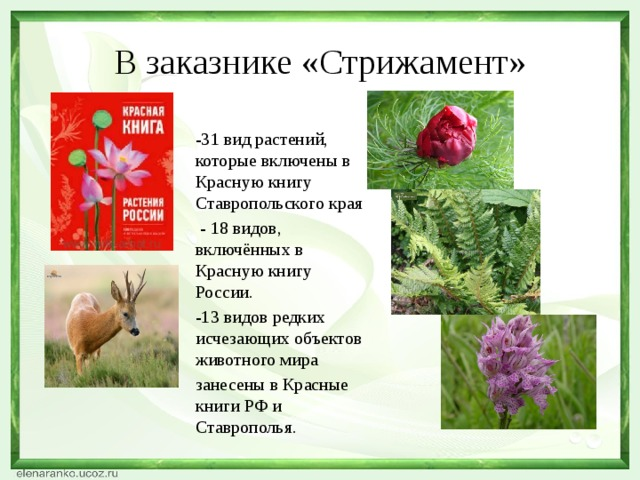 В заказнике «Стрижамент»
КРАСНАЯ
КНИГА
РАСТЕНИЯ
РОССИИ
-31 вид растений,
которые включены в
Красную книгу
Ставропольского края
- 18 видов,
включённых в
Красную книгу
России.
-13 видов редких
исчезающих объектов
животного мира
занесены в Красные
книги РФ и
Ставрополья.
elenaranko.ucoz.ru